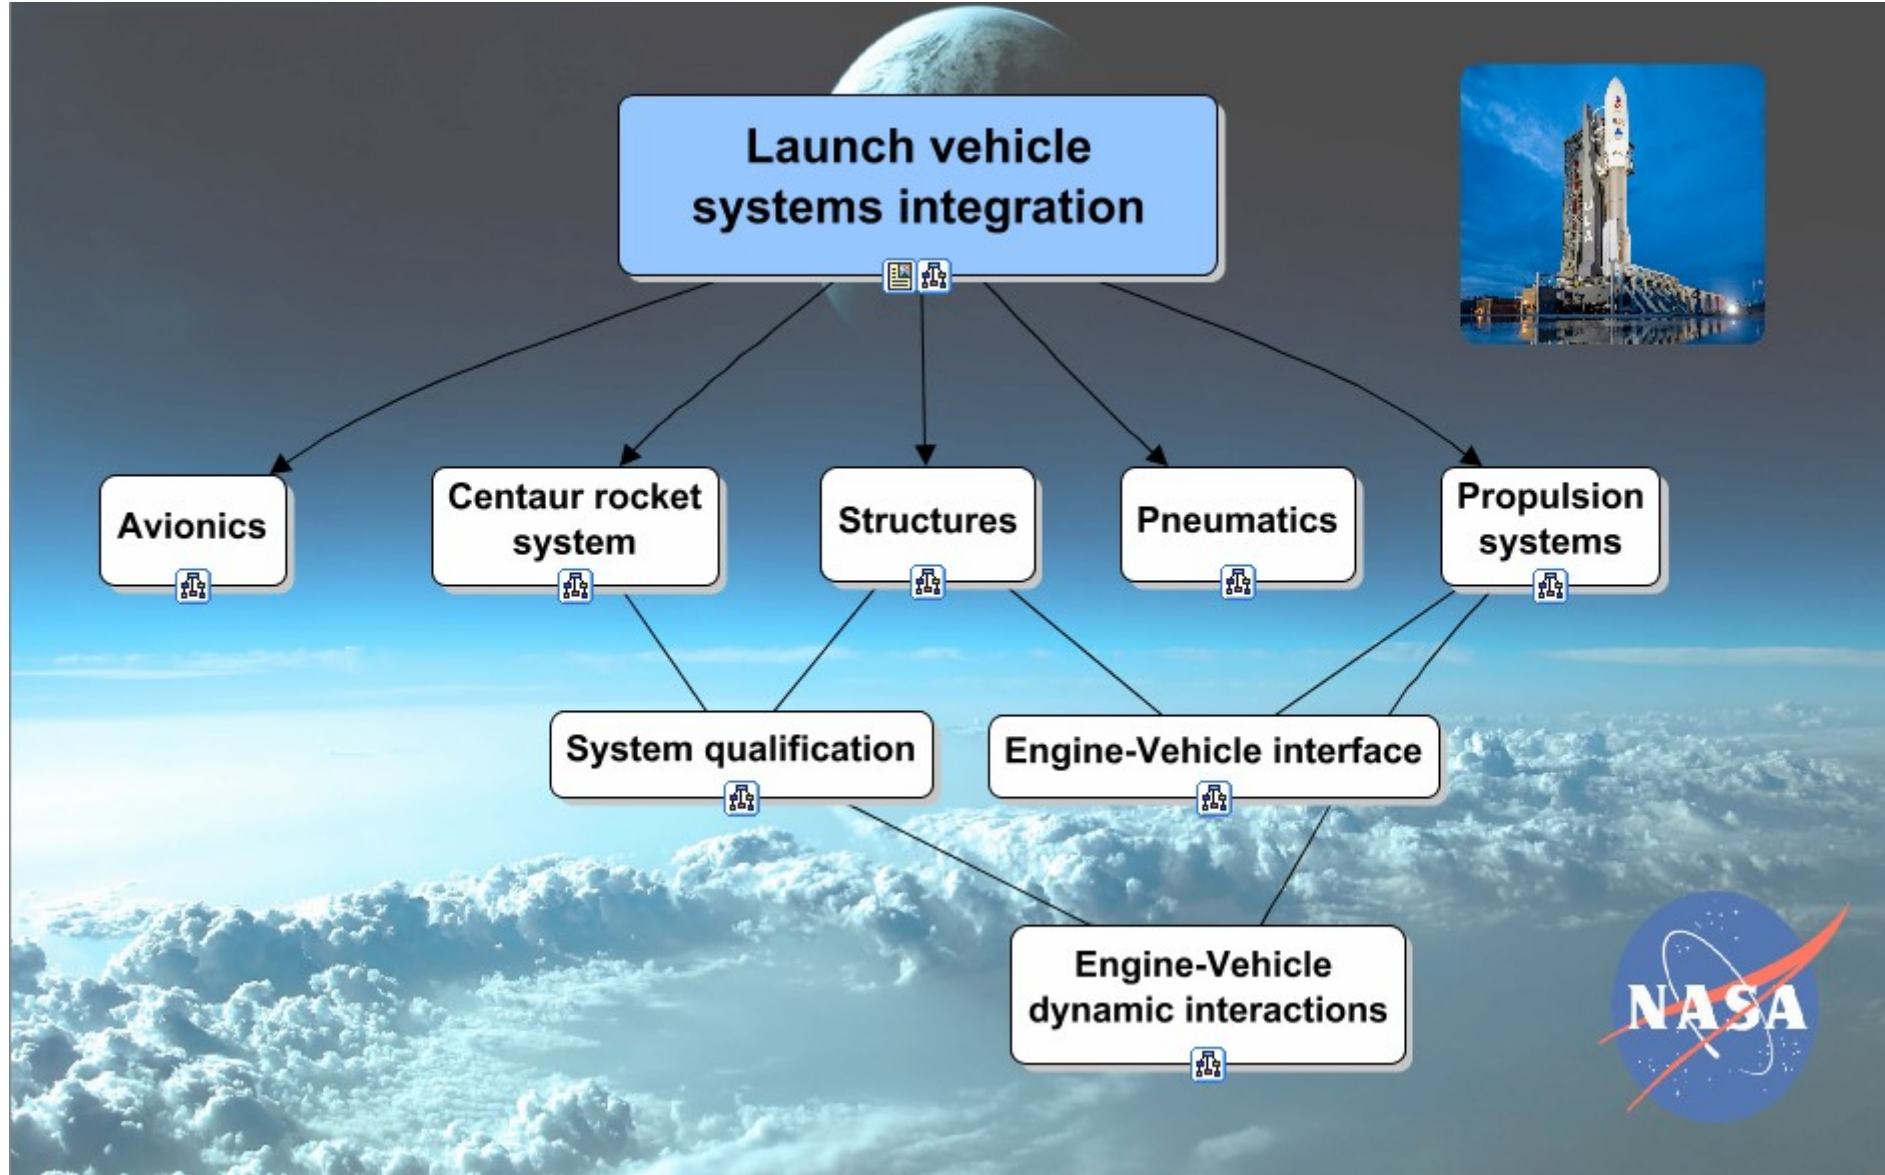 Launch vehicle
systems integration
ULA
Avionics
Centaur rocket
system
Structures
Pneumatics
Propulsion
systems
System qualification
Engine-Vehicle interface
Engine-Vehicle
dynamic interactions
NASA